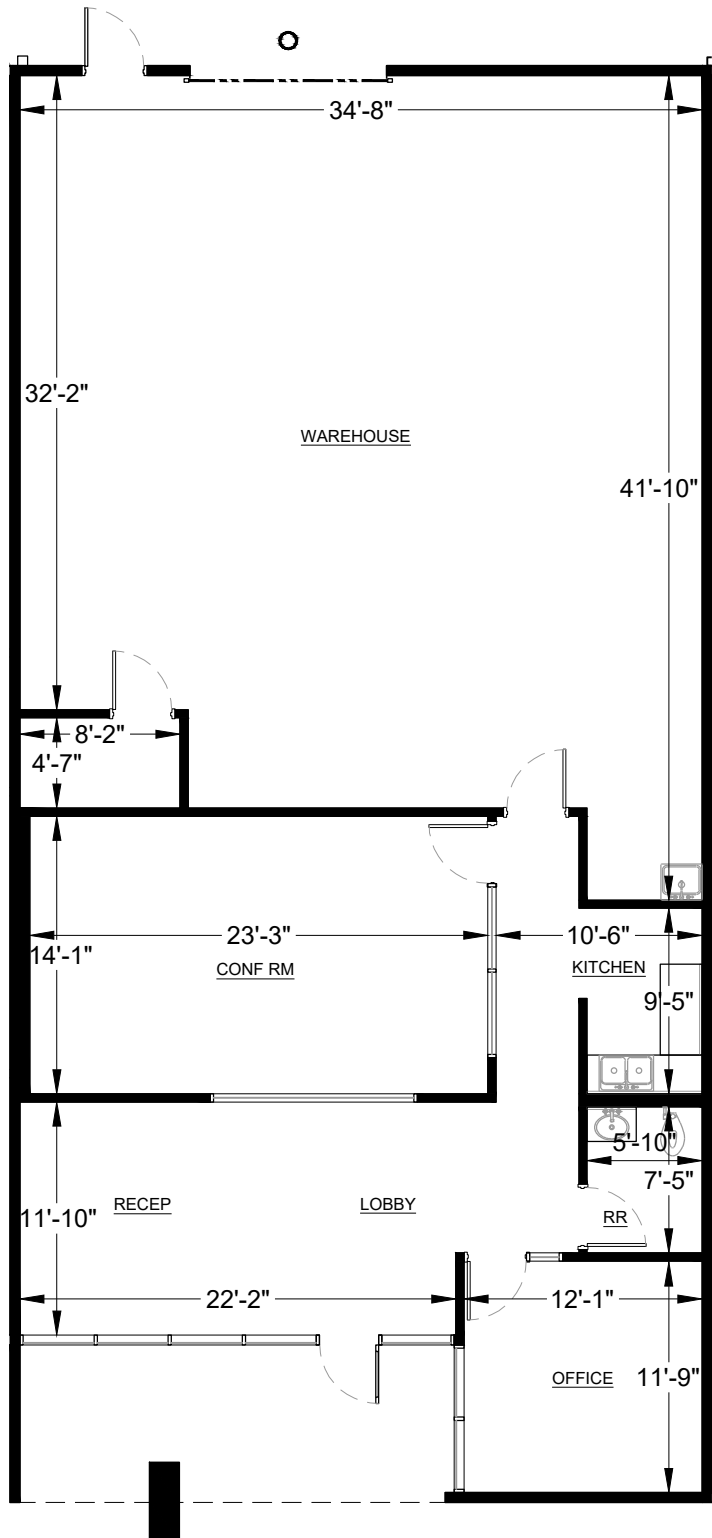 34'-8"
32'-2"
WAREHOUSE
41'-10"
8'-2"
4'-7"
23'-3"
10'-6"
14'-1"
CONF RM
KITCHEN
9'-5"
5'-10"
7'-5"
RECEP
LOBBY
RR
11'-10"
22'-2"
12'-1"
OFFICE
11'-9"